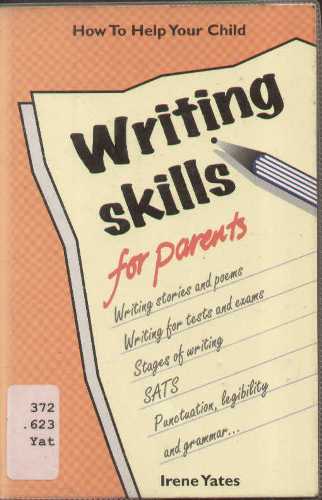 How To Help Your Child
Writing
skills
for parents
Writing stories and poems
Writing for tests and exams
Stages of writing
SATS
Punctuation, legibility
and grammar...
372
.623
Yat
Irene Yates